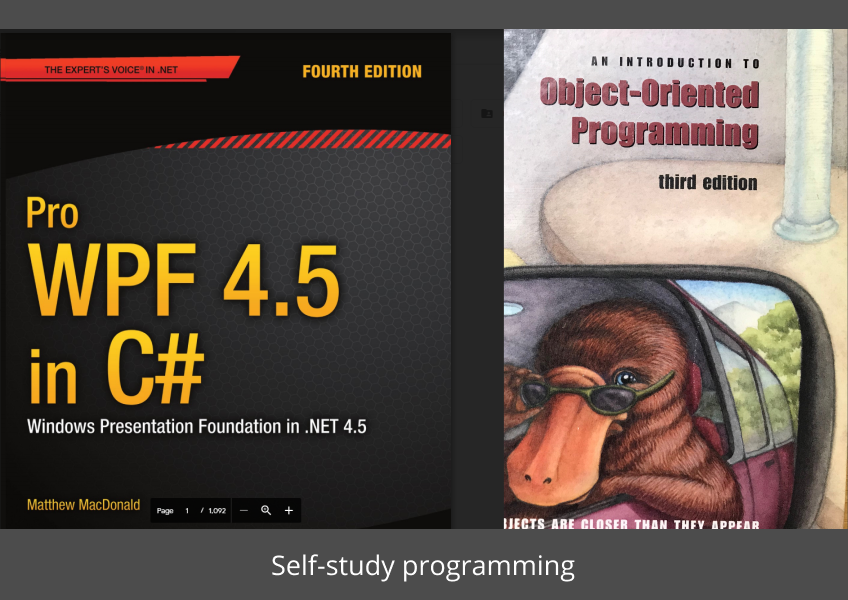 THE EXPERT'S VOICE® IN .NET
FOURTH EDITION
Pro
WPF 4.5
in C#
Windows Presentation Foundation in .NET 4.5
Matthew MacDonald
Page 1 / 1,092
AN INTRODUCTION TO
Object-Oriented
Programming
third edition
BJECTS ARE CLOSER THAN THEY APPEAR
Self-study programming